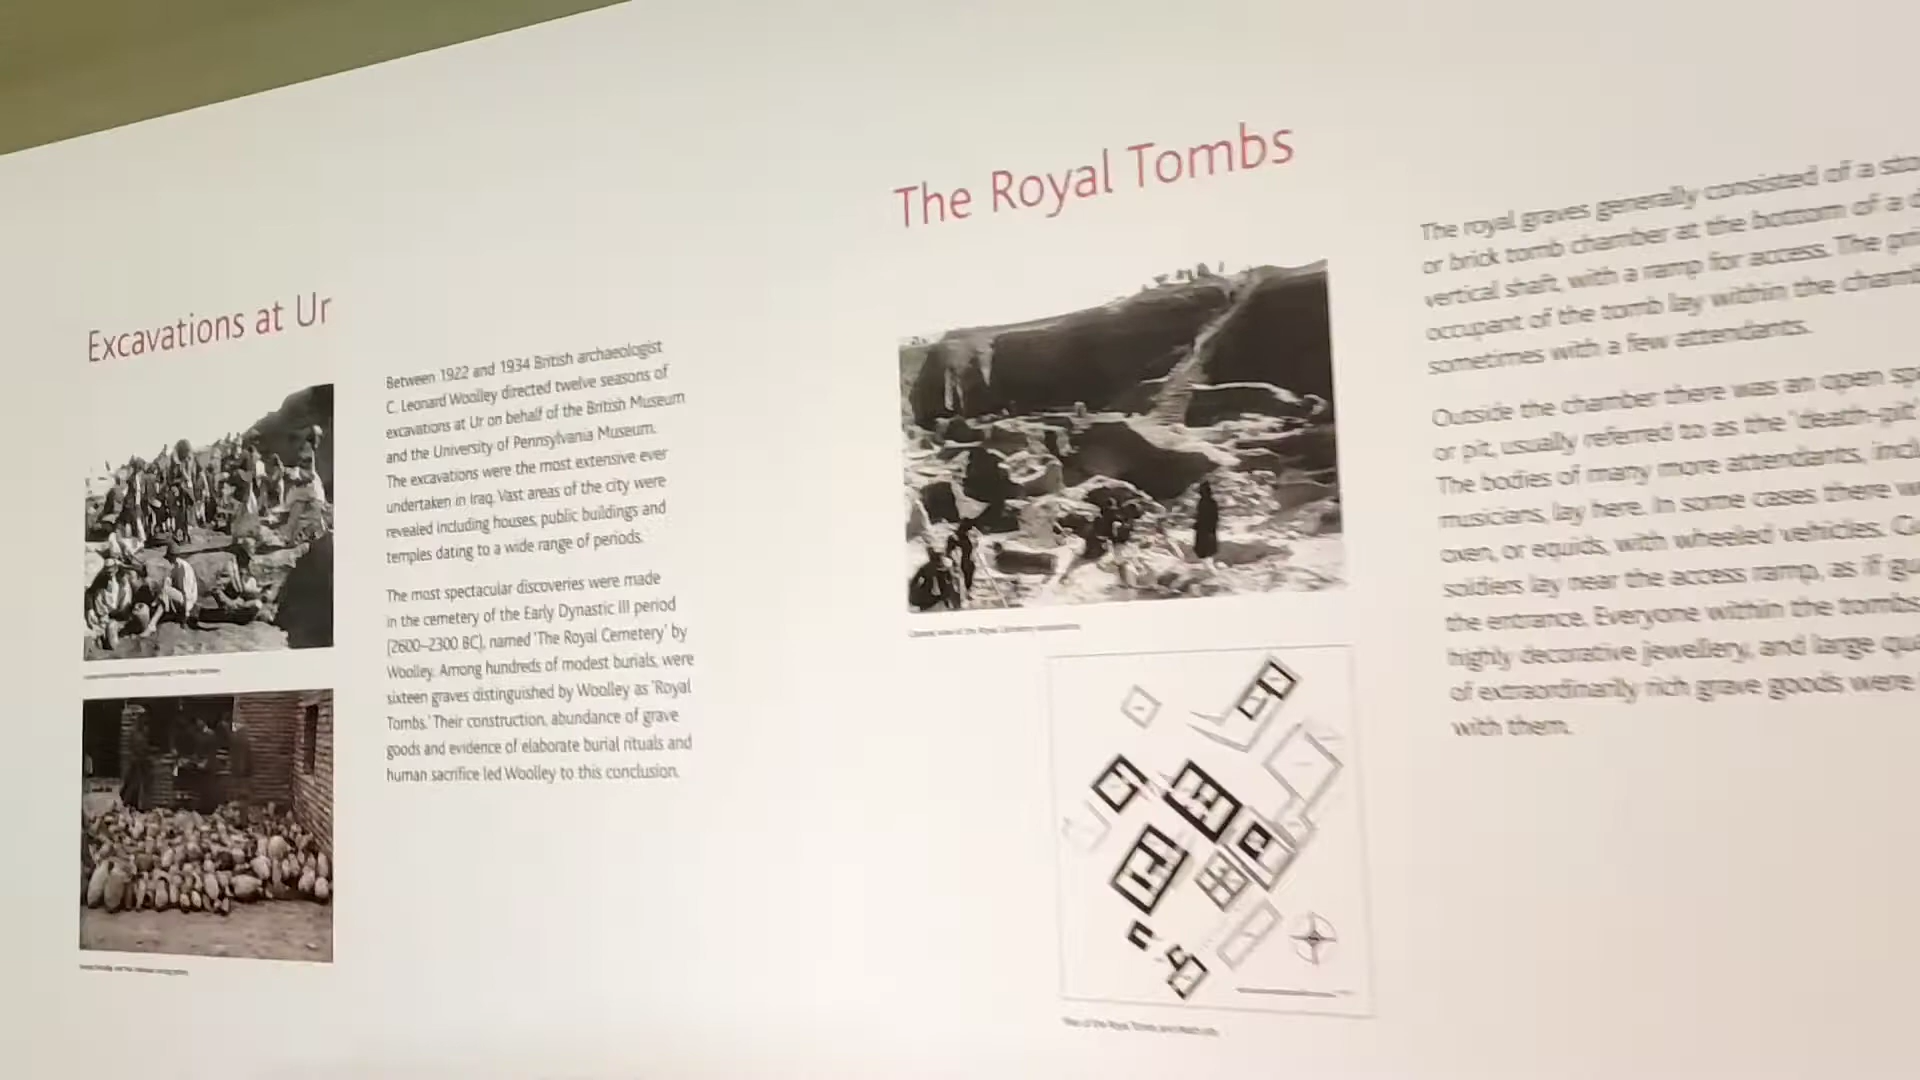 Excavations at Ur
Between 1922 and 1934 British archaeologist
C. Leonard Woolley directed twelve seasons of
excavations at Ur on behalf of the British Museum
and the University of Pennsylvania Museum.
The excavations were the most extensive ever
undertaken in Iraq. Vast areas of the city were
revealed including houses, public buildings and
temples dating to a wide range of periods.
The most spectacular discoveries were made
in the cemetery of the Early Dynastic III period
(2600–2300 BC), named 'The Royal Cemetery' by
Woolley. Among hundreds of modest burials, were
sixteen graves distinguished by Woolley as 'Royal
Tombs.' Their construction, abundance of grave
goods and evidence of elaborate burial rituals and
human sacrifice led Woolley to this conclusion.
The Royal Tombs
The royal graves generally consisted of a
or brick tomb chamber at the bottom of a
vertical shaft, with a ramp for access. The
occupant of the tomb lay within the
sometimes with a few attendants.
Outside the chamber there was an open
or pit, usually referred to as the 'death-pit'
The bodies of many more attendants,
musicians, lay here. In some cases there
oxen, or equids, with wheeled vehicles.
soldiers lay near the access ramp, as if
the entrance. Everyone within the tombs
highly decorative jewellery, and large
of extraordinarily rich grave goods were
with them.